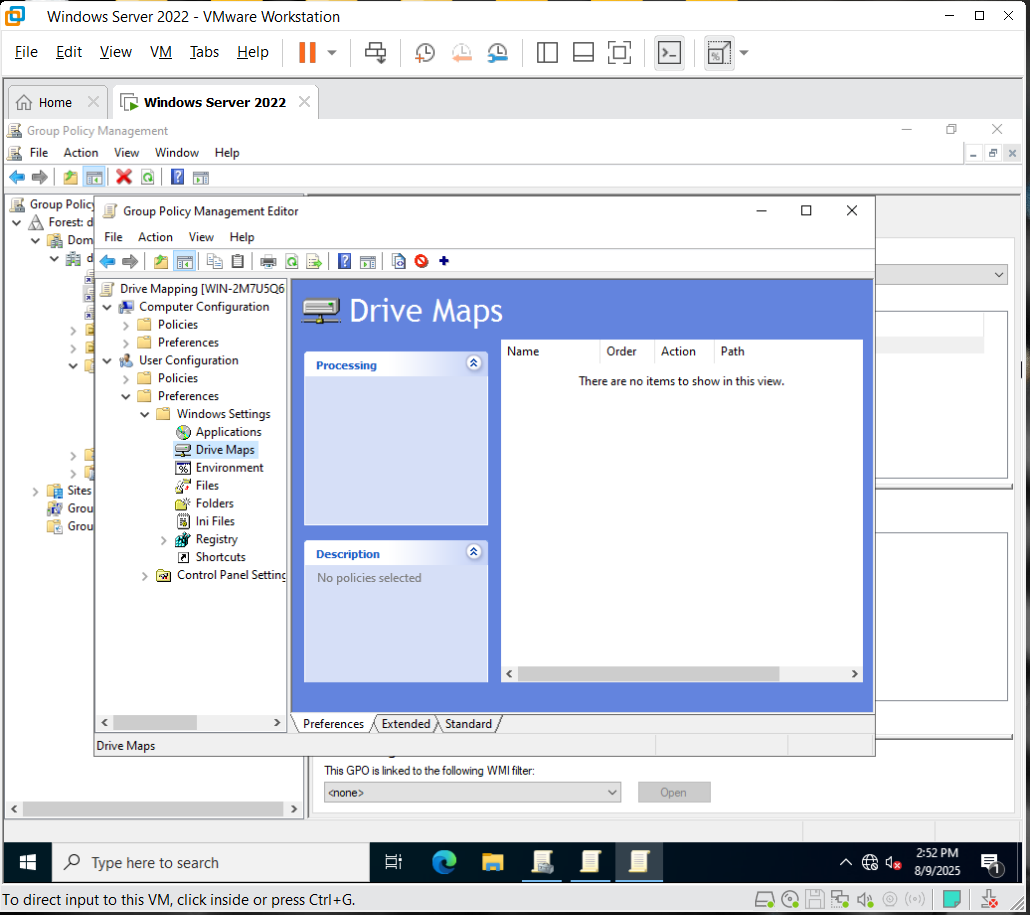 Windows Server 2022 - VMware Workstation
File Edit View VM Tabs Help
Home
Windows Server 2022
Group Policy Management
File Action View Window Help
Group Policy
Forest: d
Dom
d
Sites
Grou
Grou
Group Policy Management Editor
File Action View Help
Drive Mapping [WIN-2M7U5Q6
Computer Configuration
Policies
Preferences
User Configuration
Policies
Preferences
Windows Settings
Applications
Drive Maps
Environment
Files
Folders
Ini Files
Registry
Shortcuts
Control Panel Setting
Drive Maps
Processing
Description
No policies selected
Name Order Action Path
There are no items to show in this view.
Preferences Extended Standard
Drive Maps
This GPO is linked to the following WMI filter:
<none>
Open
Type here to search
2:52 PM
8/9/2025
1
To direct input to this VM, click inside or press Ctrl+G.